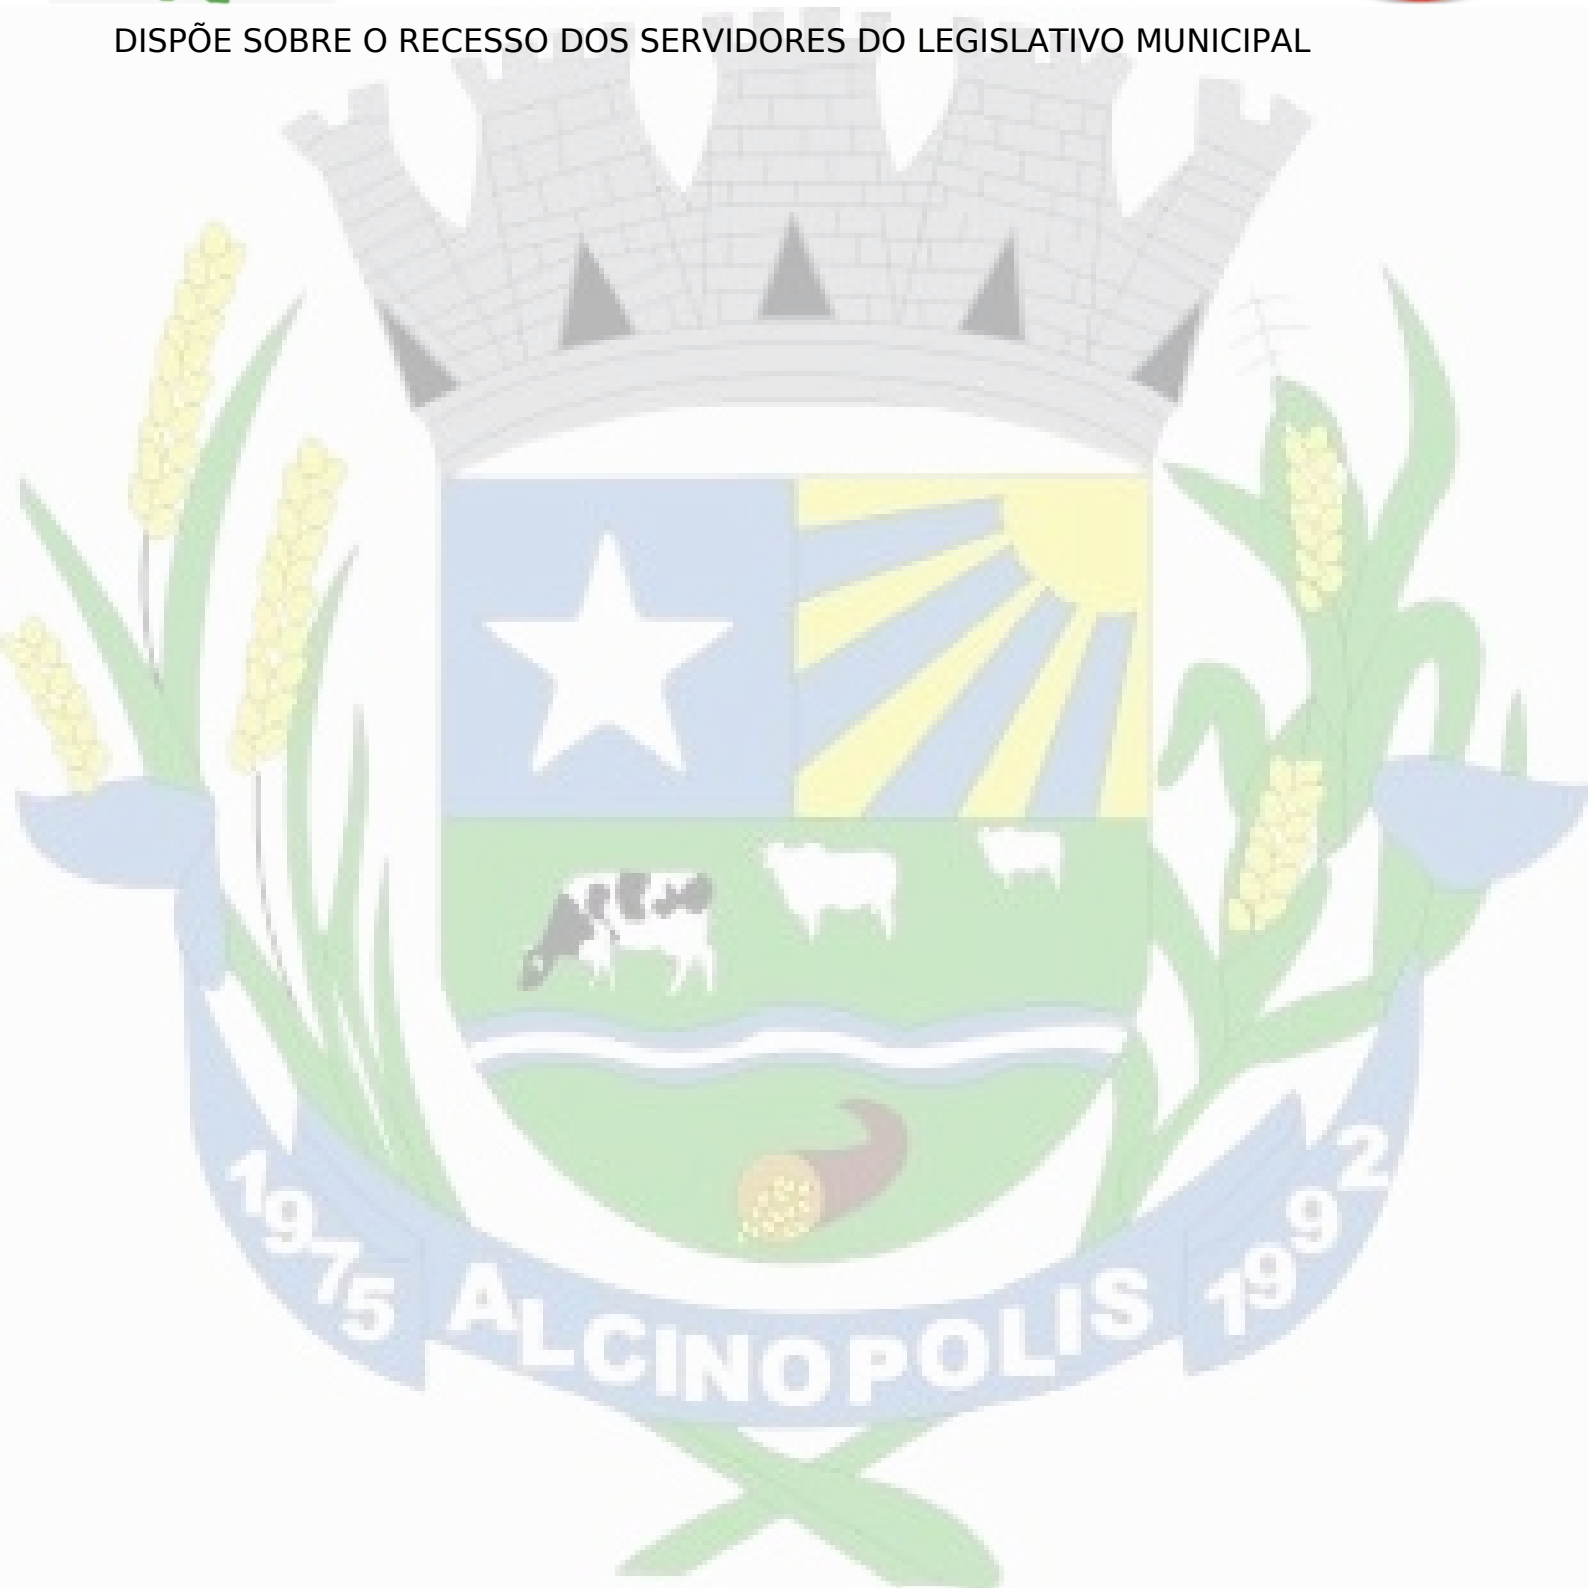 DISPÕE SOBRE O RECESSO DOS SERVIDORES DO LEGISLATIVO MUNICIPAL
1975 ALCINOPOLIS 1992